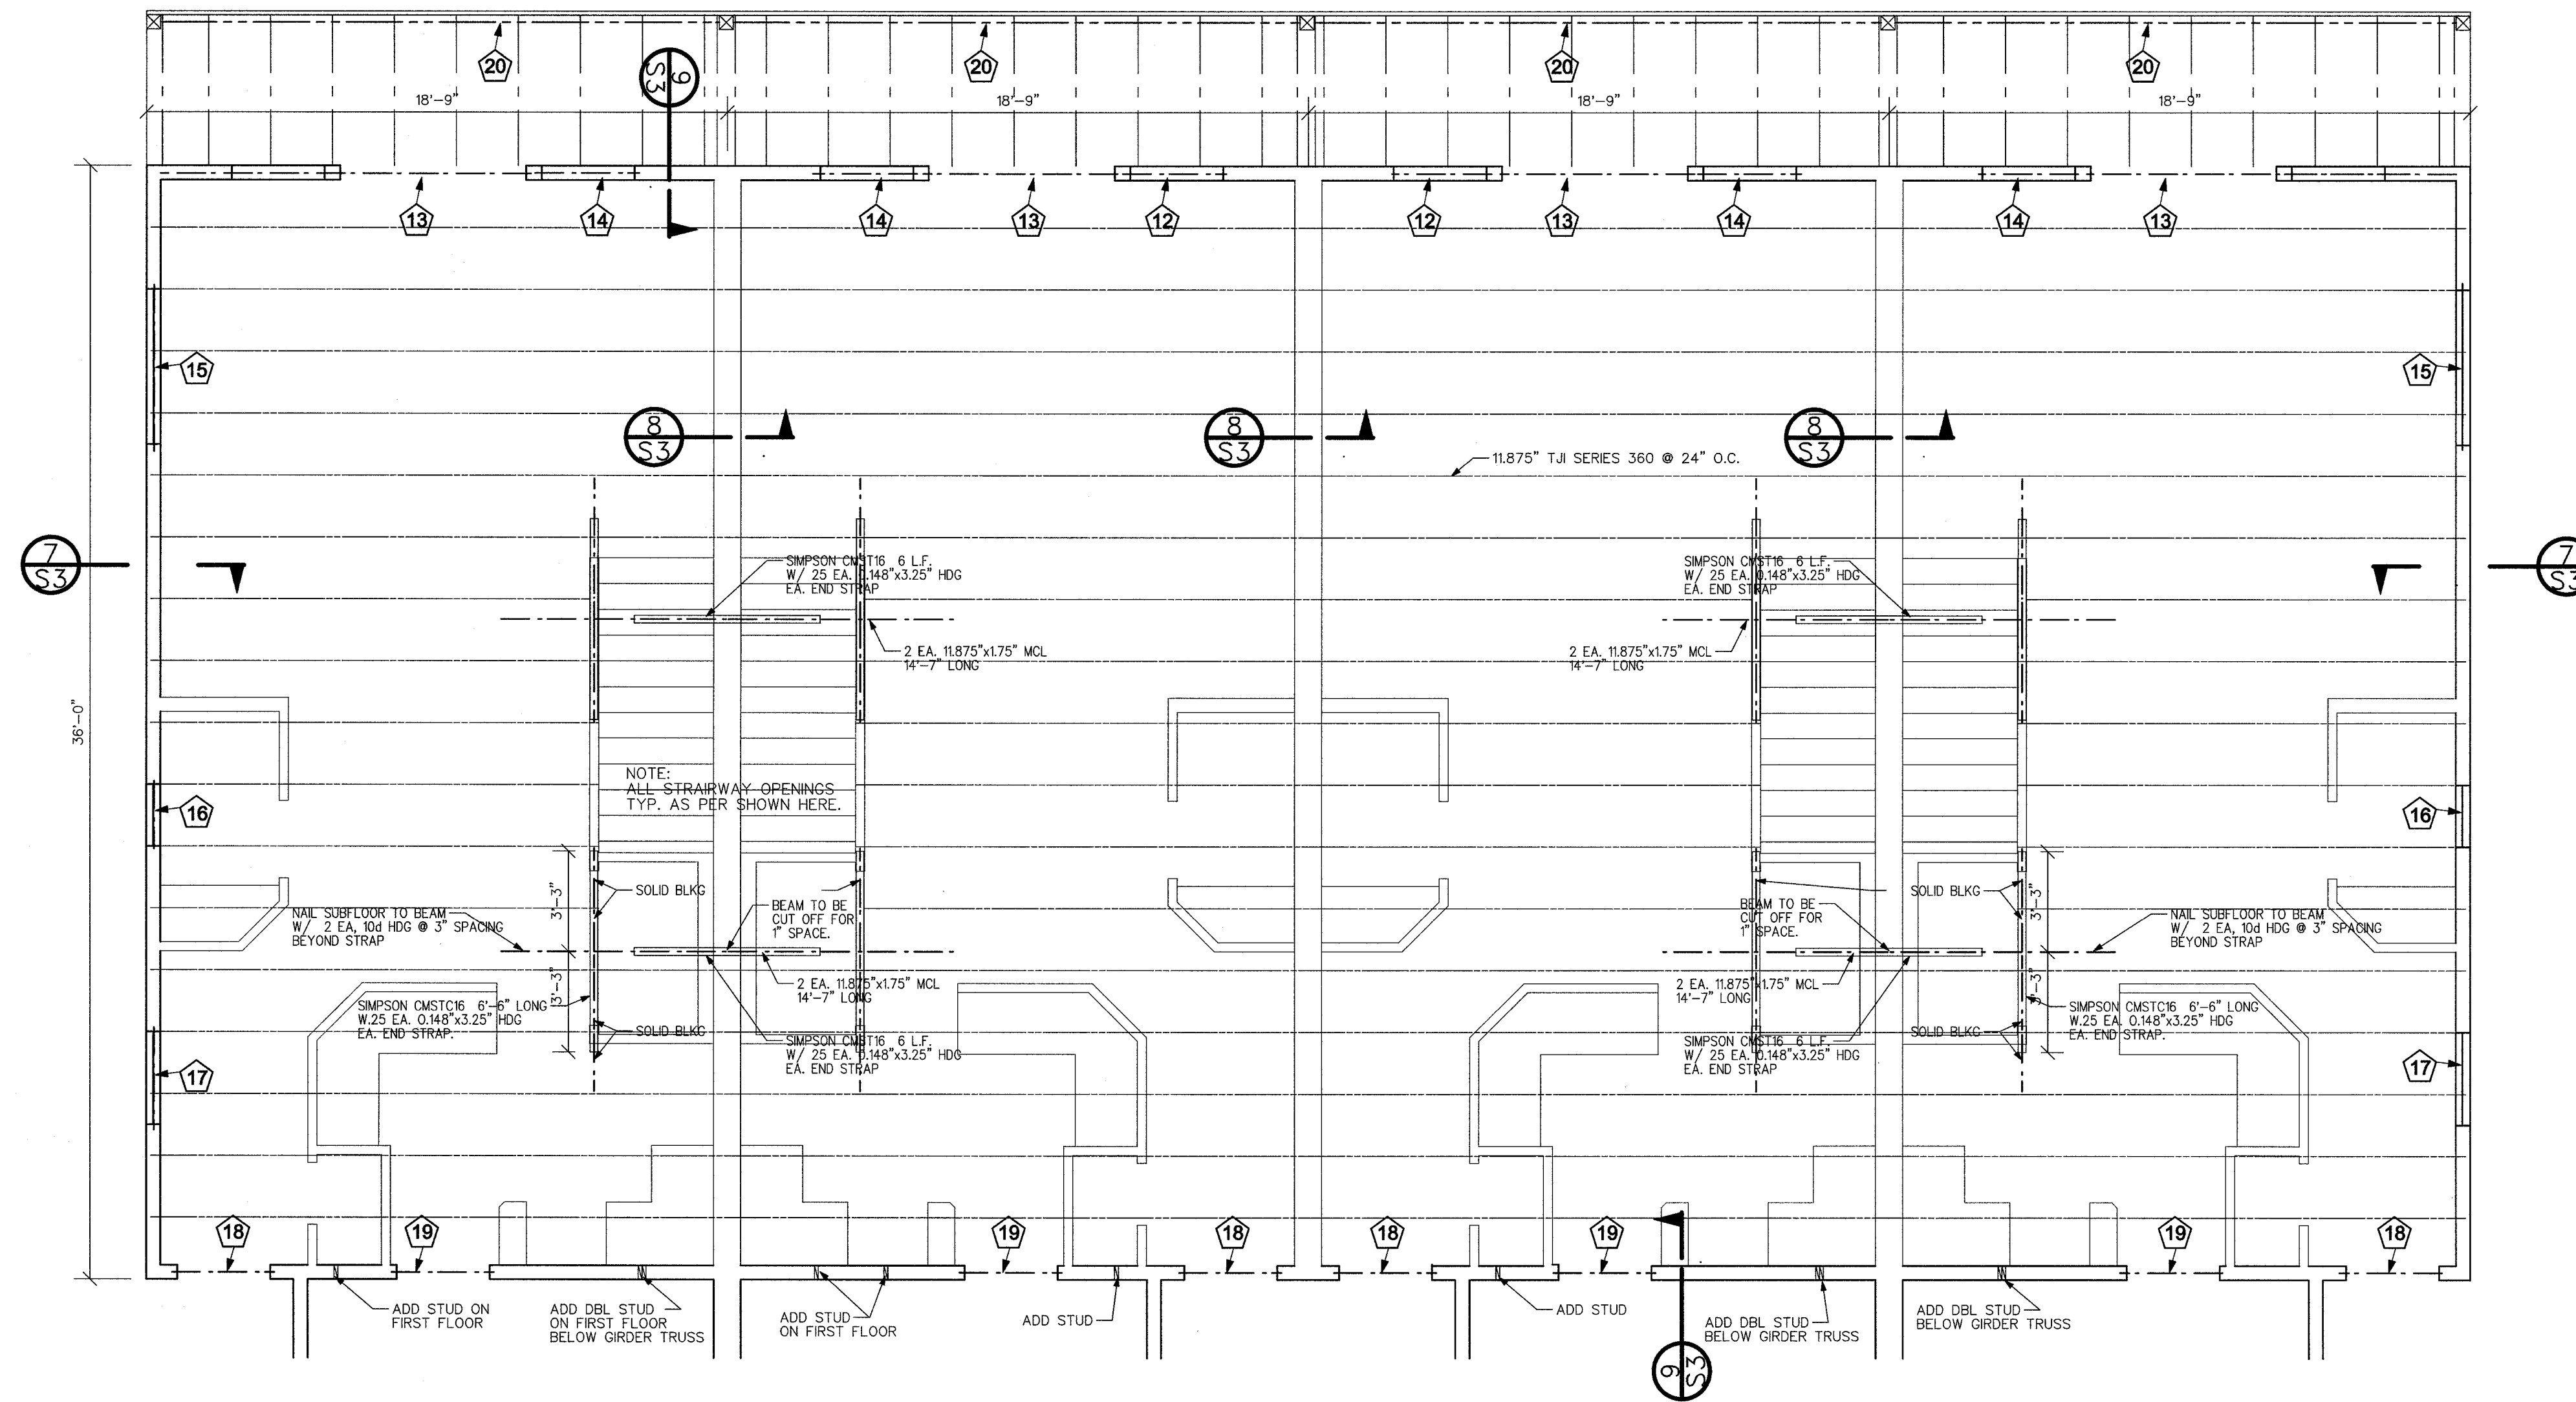 20
20
20
20
9
S3
18'-9"
18'-9"
18'-9"
18'-9"
13
14
14
13
12
12
13
14
14
13
15
15
8
S3
8
S3
8
S3
11.875" TJI SERIES 360 @ 24" O.C.
7
S3
7
S3
36'-0"
SIMPSON CMST16 6 L.F.
W/ 25 EA. 0.148"x3.25" HDG
EA. END STRAP
SIMPSON CMST16 6 L.F.
W/ 25 EA. 0.148"x3.25" HDG
EA. END STRAP
2 EA. 11.875"x1.75" MCL
14'-7" LONG
2 EA. 11.875"x1.75" MCL
14'-7" LONG
NOTE:
ALL STRAIRWAY OPENINGS
TYP. AS PER SHOWN HERE.
16
16
SOLID BLKG
SOLID BLKG
3'-3"
3'-3"
BEAM TO BE
CUT OFF FOR
1" SPACE.
BEAM TO BE
CUT OFF FOR
1" SPACE.
NAIL SUBFLOOR TO BEAM
W/ 2 EA, 10d HDG @ 3" SPACING
BEYOND STRAP
NAIL SUBFLOOR TO BEAM
W/ 2 EA, 10d HDG @ 3" SPACING
BEYOND STRAP
3'-3"
3'-3"
2 EA. 11.875"x1.75" MCL
14'-7" LONG
2 EA. 11.875"x1.75" MCL
14'-7" LONG
SIMPSON CMSTC16 6'-6" LONG
W.25 EA. 0.148"x3.25" HDG
EA. END STRAP.
SIMPSON CMSTC16 6'-6" LONG
W.25 EA. 0.148"x3.25" HDG
EA. END STRAP.
SOLID BLKG
SOLID BLKG
SIMPSON CMST16 6 L.F.
W/ 25 EA. 0.148"x3.25" HDG
EA. END STRAP
SIMPSON CMST16 6 L.F.
W/ 25 EA. 0.148"x3.25" HDG
EA. END STRAP
17
17
18
19
19
18
18
19
19
18
ADD STUD ON
FIRST FLOOR
ADD DBL STUD
ON FIRST FLOOR
BELOW GIRDER TRUSS
ADD STUD
ON FIRST FLOOR
ADD STUD
ADD STUD
ADD DBL STUD
BELOW GIRDER TRUSS
ADD DBL STUD
BELOW GIRDER TRUSS
9
S3